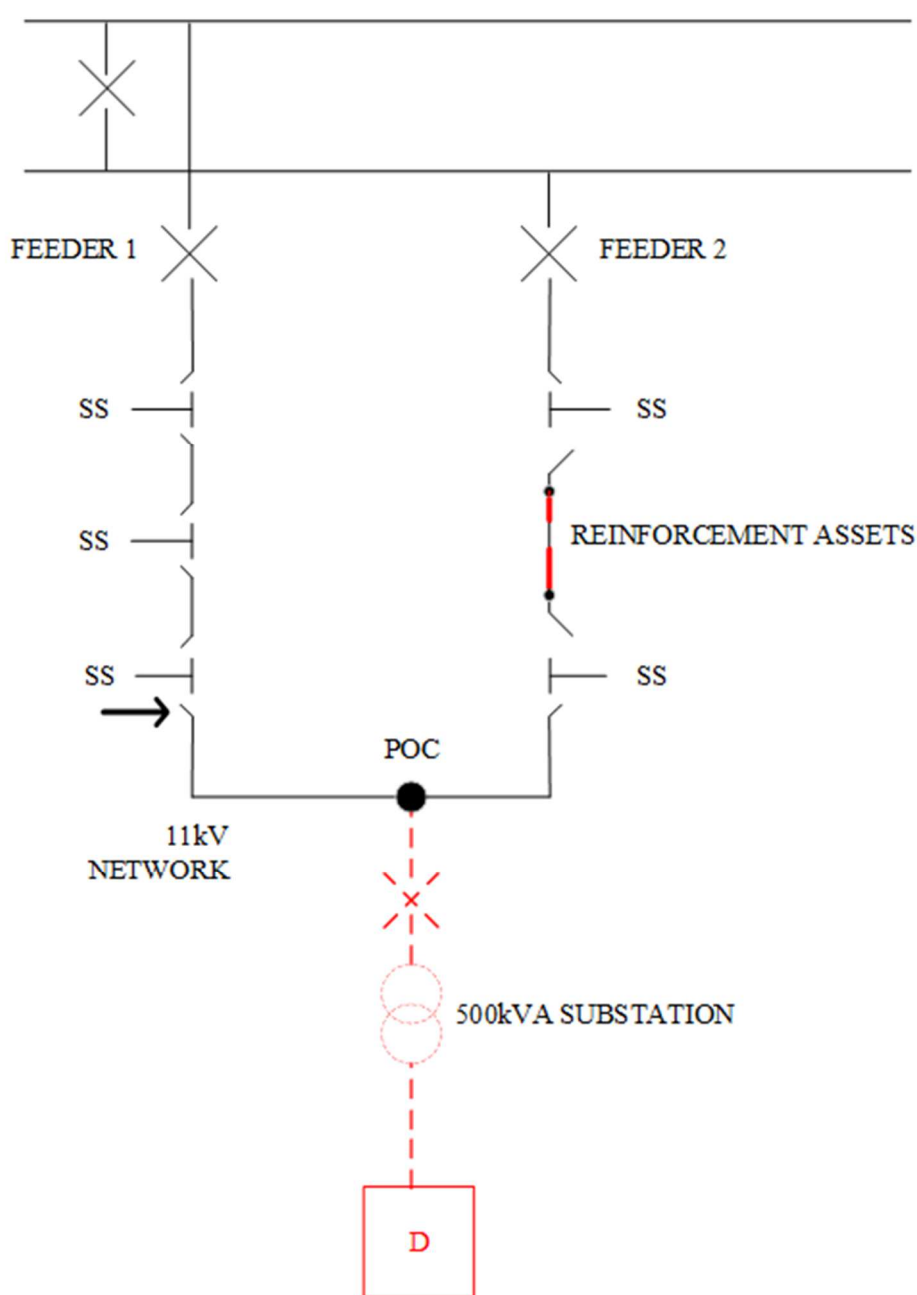 FEEDER 1
FEEDER 2
SS
SS
REINFORCEMENT ASSETS
SS
SS
SS
POC
11kV
NETWORK
500kVA SUBSTATION
D